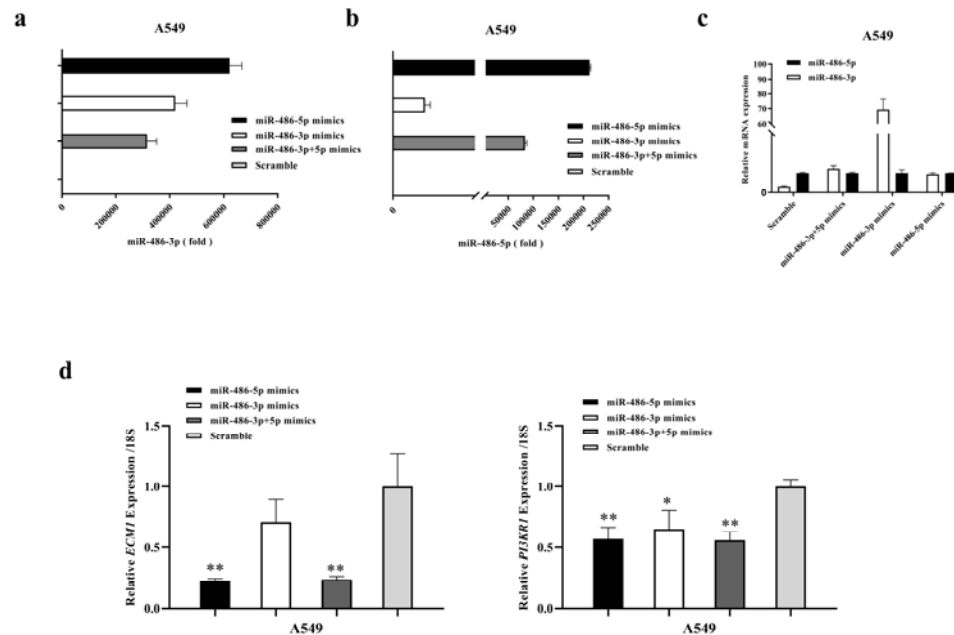 a
A549
miR-486-5p mimics
miR-486-3p mimics
miR-486-3p+5p mimics
Scramble
0
200000
400000
600000
800000
miR-486-3p ( fold )
b
A549
miR-486-5p mimics
miR-486-3p mimics
miR-486-3p+5p mimics
Scramble
0
50000
100000
150000
200000
250000
miR-486-5p ( fold )
c
A549
miR-486-5p
miR-486-3p
Relative miRNA expression
100
90
80
70
60
0
Scramble
miR-486-3p+5p mimics
miR-486-3p mimics
miR-486-5p mimics
d
miR-486-5p mimics
miR-486-3p mimics
miR-486-3p+5p mimics
Scramble
Relative ECM1 Expression /18S
1.5
1.0
0.5
0.0
**
**
A549
miR-486-5p mimics
miR-486-3p mimics
miR-486-3p+5p mimics
Scramble
Relative PI3KR1 Expression /18S
1.5
1.0
0.5
0.0
**
*
**
A549